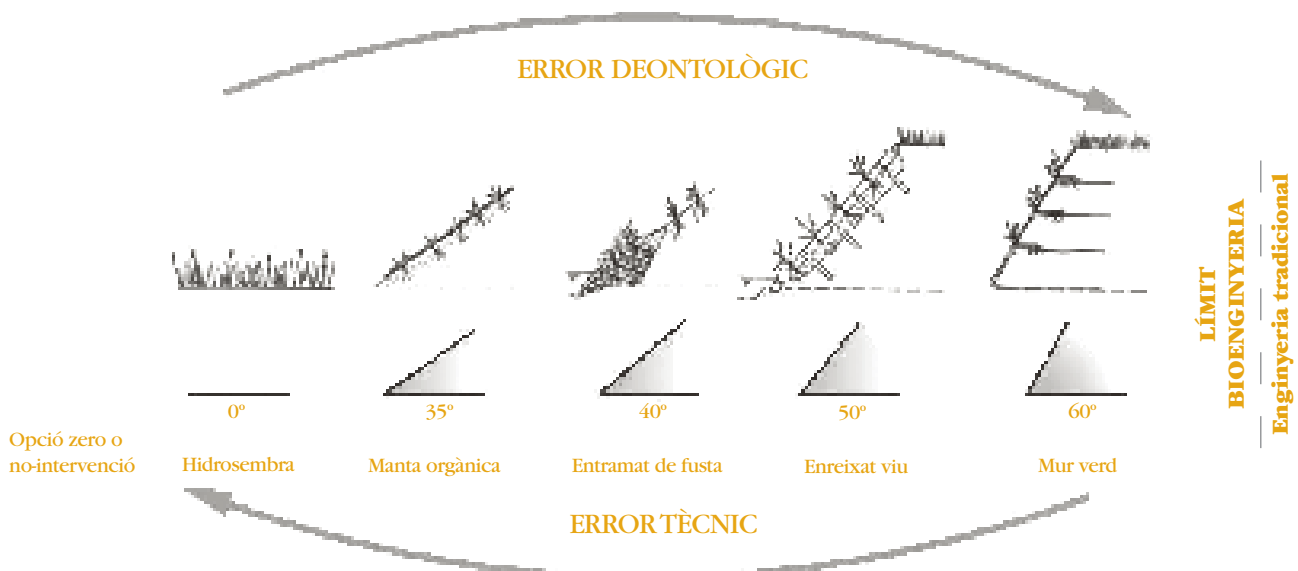 ERROR DEONTOLÒGIC
LÍMIT
BIOENGINYERIA
Enginyeria tradicional
0º
35º
40º
50º
60º
Opció zero o
no-intervenció
Hidrosembra
Manta orgànica
Entramat de fusta
Enreixat viu
Mur verd
ERROR TÈCNIC